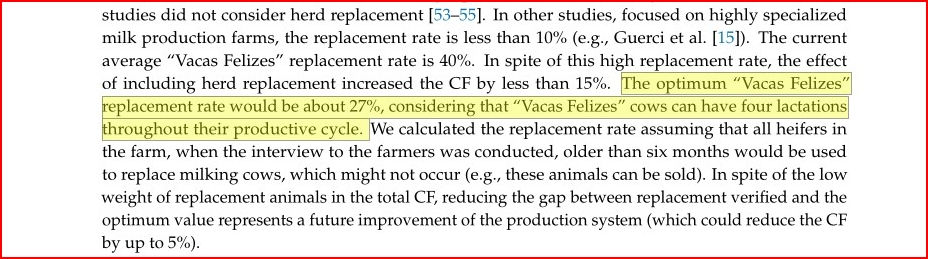 studies did not consider herd replacement [53–55]. In other studies, focused on highly specialized
milk production farms, the replacement rate is less than 10% (e.g., Guerci et al. [15]). The current
average “Vacas Felizes” replacement rate is 40%. In spite of this high replacement rate, the effect
of including herd replacement increased the CF by less than 15%. The optimum “Vacas Felizes”
replacement rate would be about 27%, considering that “Vacas Felizes” cows can have four lactations
throughout their productive cycle. We calculated the replacement rate assuming that all heifers in
the farm, when the interview to the farmers was conducted, older than six months would be used
to replace milking cows, which might not occur (e.g., these animals can be sold). In spite of the low
weight of replacement animals in the total CF, reducing the gap between replacement verified and the
optimum value represents a future improvement of the production system (which could reduce the CF
by up to 5%).